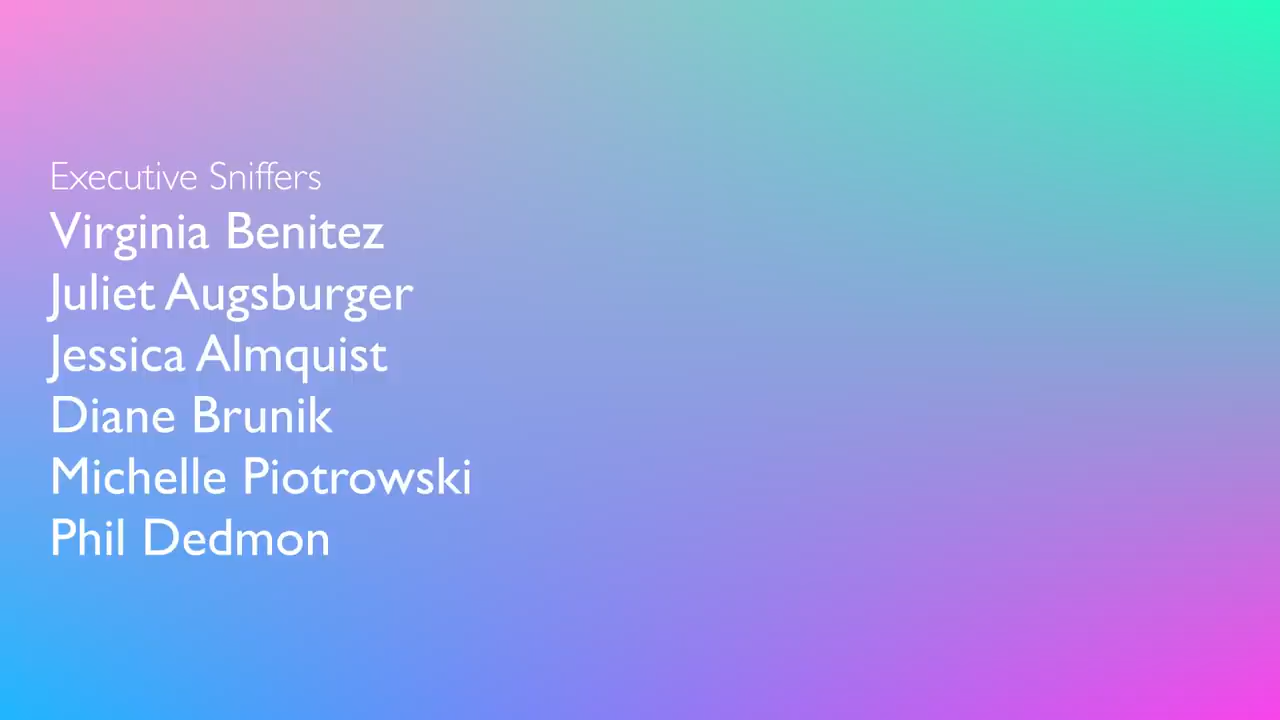 Executive Sniffers
Virginia Benitez
Juliet Augsburger
Jessica Almquist
Diane Brunik
Michelle Piotrowski
Phil Dedmon